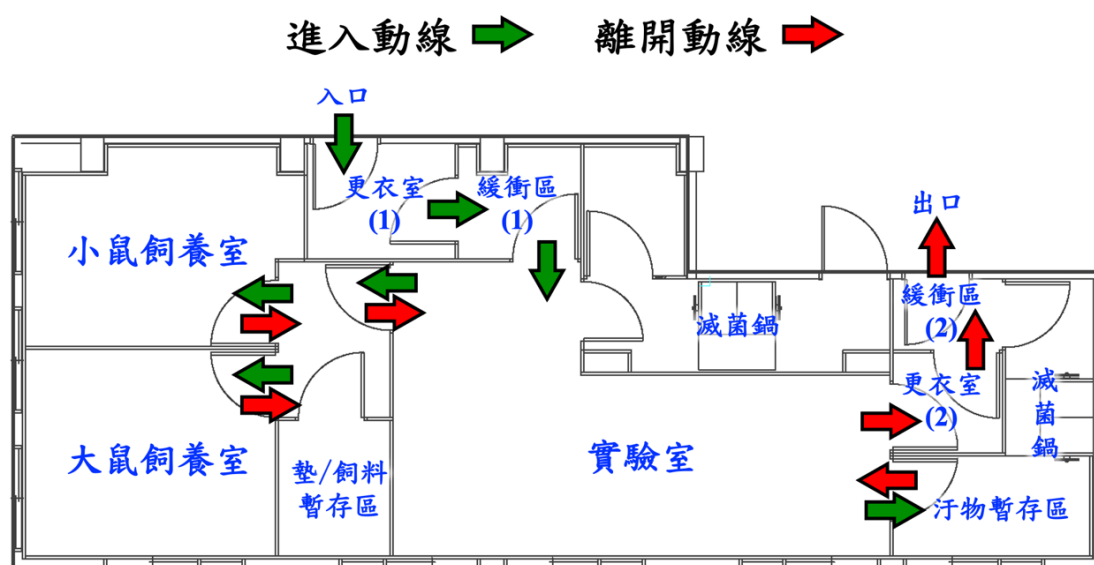 進入動線 離開動線
入口
更衣室
(1)
緩衝區
(1)
出口
小鼠飼養室
滅菌鍋
緩衝區
(2)
更衣室
(2)
滅
菌
鍋
大鼠飼養室
墊/飼料
暫存區
實驗室
汙物暫存區